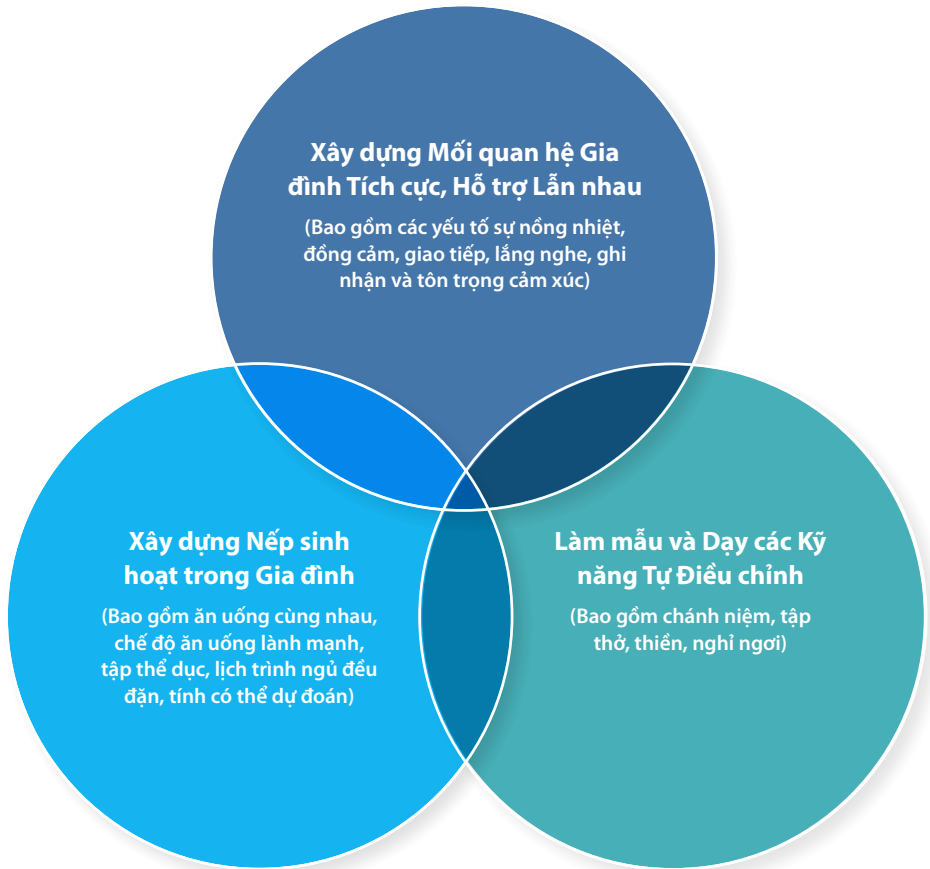 Xây dựng Mối quan hệ Gia
đình Tích cực, Hỗ trợ Lẫn nhau
(Bao gồm các yếu tố sự nồng nhiệt,
đồng cảm, giao tiếp, lắng nghe, ghi
nhận và tôn trọng cảm xúc)
Xây dựng Nếp sinh
hoạt trong Gia đình
(Bao gồm ăn uống cùng nhau,
chế độ ăn uống lành mạnh,
tập thể dục, lịch trình ngủ đều
đặn, tính có thể dự đoán)
Làm mẫu và Dạy các Kỹ
năng Tự Điều chỉnh
(Bao gồm chánh niệm, tập
thở, thiền, nghỉ ngơi)